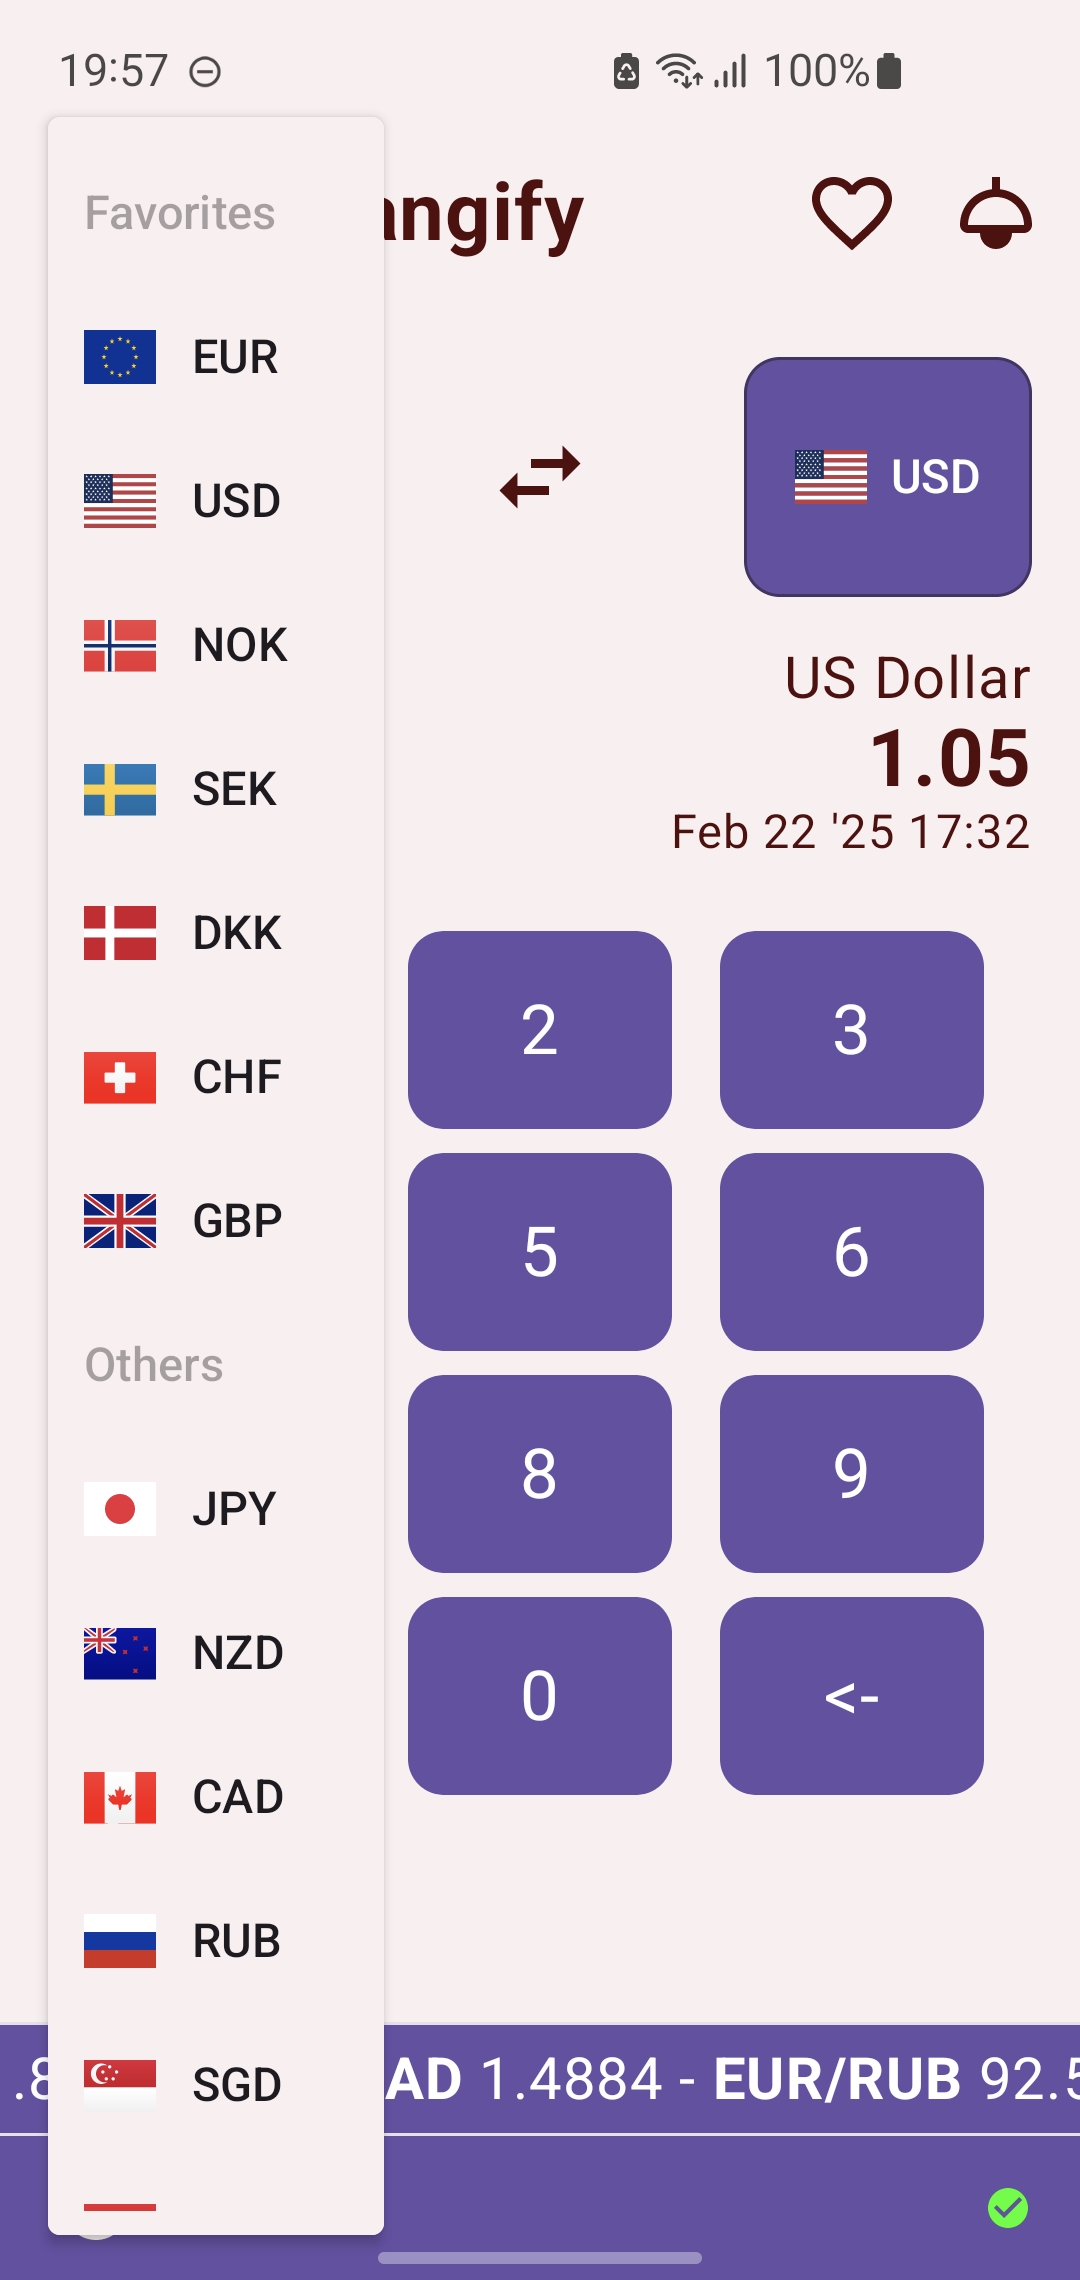 19:57 100%
Favorites
angify
EUR
USD
NOK
SEK
DKK
CHF
GBP
Others
JPY
NZD
CAD
RUB
SGD
USD
US Dollar
1.05
Feb 22 '25 17:32
2 3
5 6
8 9
0 <-
.8 AD 1.4884 - EUR/RUB 92.5